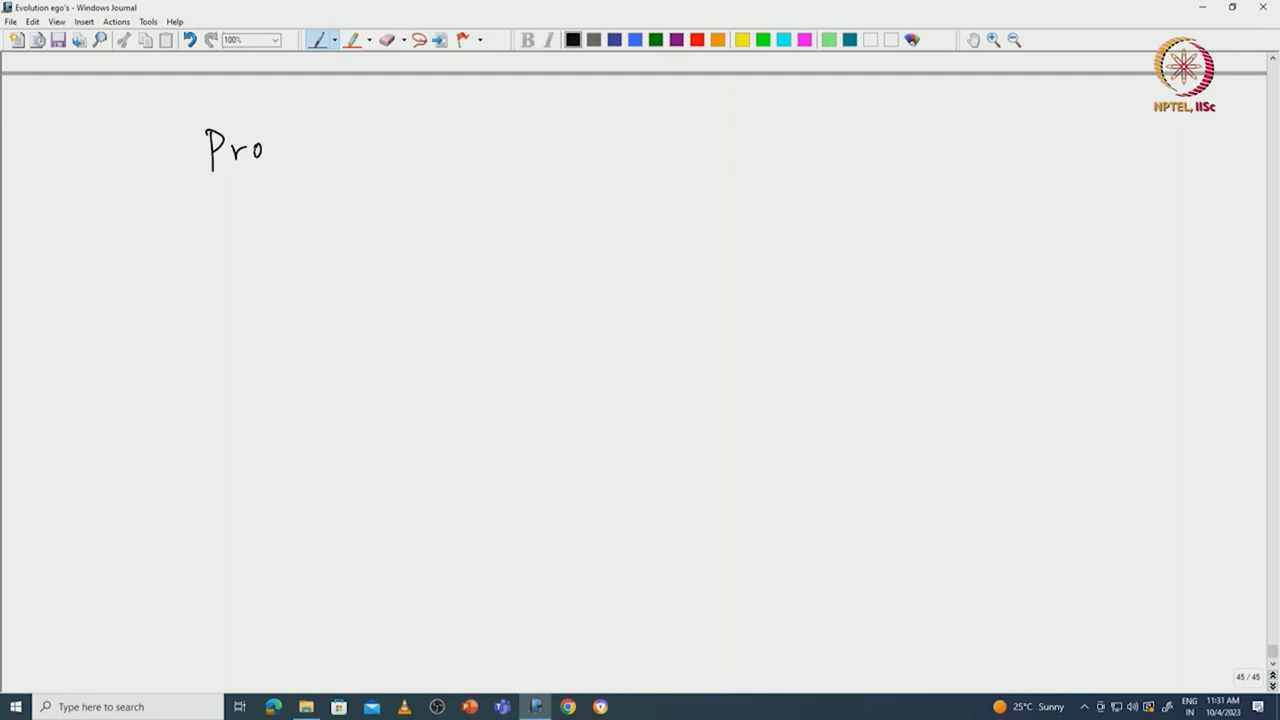 Evolution eqo's - Windows Journal
File Edit View Insert Actions Tools Help
100%
B I
NPTEL, IISc
Pro
45 / 45
Type here to search
25°C Sunny
ENG
IN
11:31 AM
10/4/2023